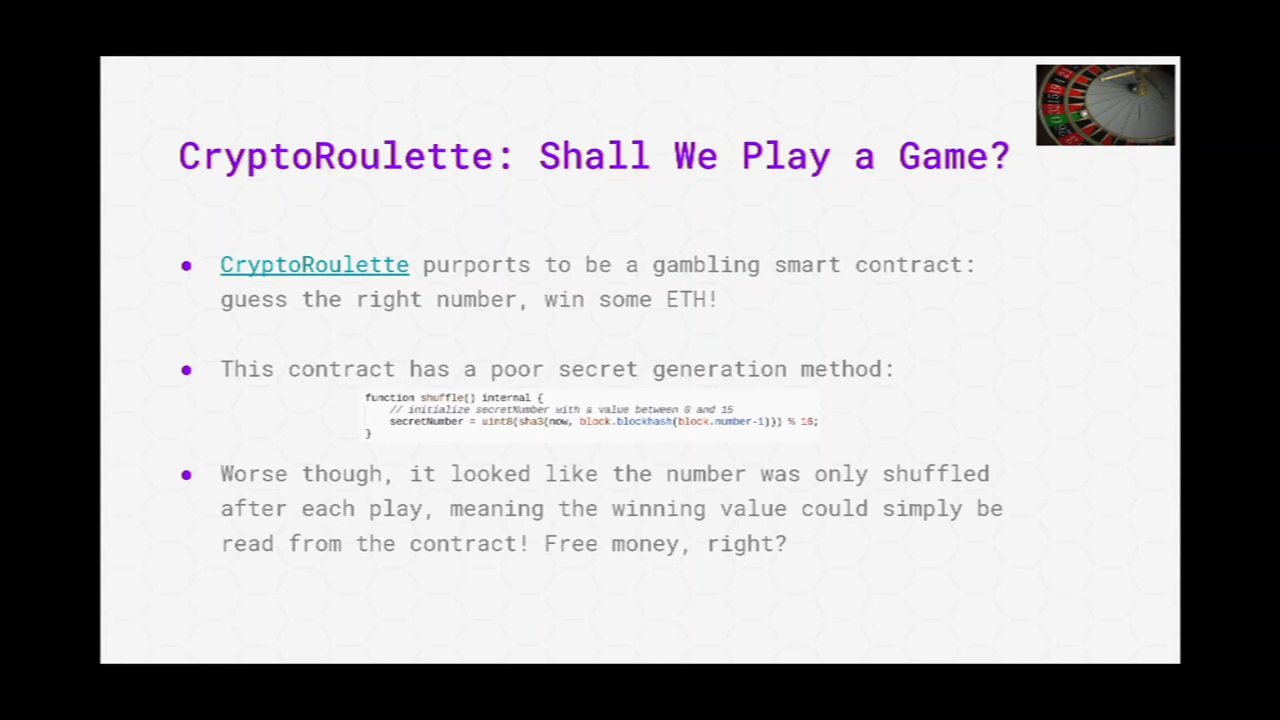 CryptoRoulette: Shall We Play a Game?
● CryptoRoulette purports to be a gambling smart contract:
guess the right number, win some ETH!
● This contract has a poor secret generation method:
function shuffle() internal {
// initialize secretNumber with a value between 0 and 15
secretNumber = uint8(sha3(now, block.blockhash(block.number-1))) % 16;
}
● Worse though, it looked like the number was only shuffled
after each play, meaning the winning value could simply be
read from the contract! Free money, right?